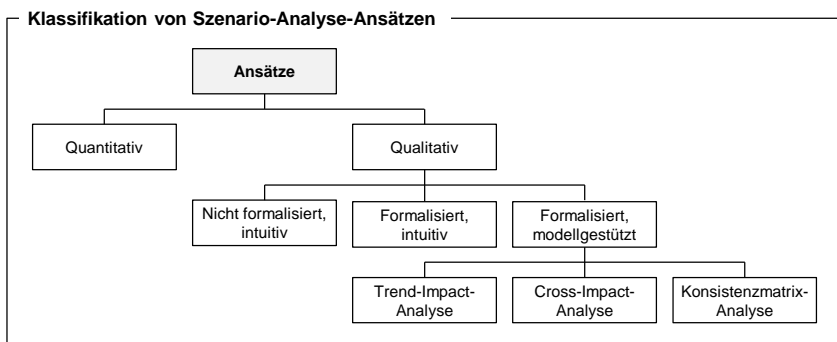 Klassifikation von Szenario-Analyse-Ansätzen
Ansätze
Quantitativ
Qualitativ
Nicht formalisiert,
intuitiv
Formalisiert,
intuitiv
Formalisiert,
modellgestützt
Trend-Impact-
Analyse
Cross-Impact-
Analyse
Konsistenzmatrix-
Analyse